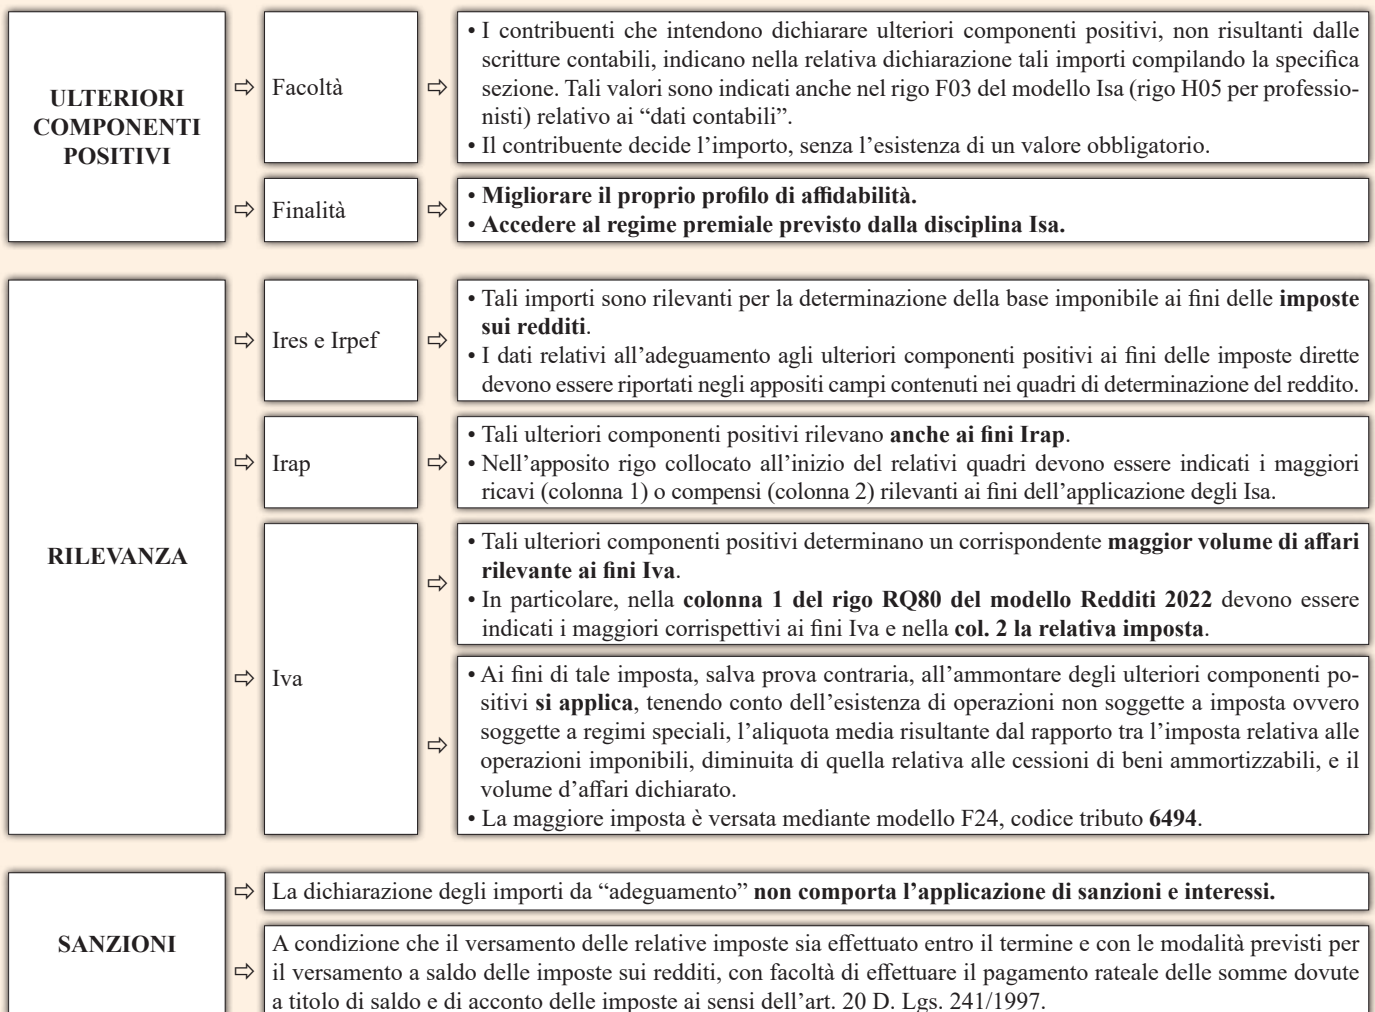 ULTERIORI
COMPONENTI
POSITIVI
⇨ Facoltà ⇨
• I contribuenti che intendono dichiarare ulteriori componenti positivi, non risultanti dalle
scritture contabili, indicano nella relativa dichiarazione tali importi compilando la specifica
sezione. Tali valori sono indicati anche nel rigo F03 del modello Isa (rigo H05 per professio-
nisti) relativo ai “dati contabili”.
• Il contribuente decide l’importo, senza l’esistenza di un valore obbligatorio.
⇨ Finalità ⇨
• Migliorare il proprio profilo di affidabilità.
• Accedere al regime premiale previsto dalla disciplina Isa.
RILEVANZA
⇨ Ires e Irpef ⇨
• Tali importi sono rilevanti per la determinazione della base imponibile ai fini delle imposte
sui redditi.
• I dati relativi all’adeguamento agli ulteriori componenti positivi ai fini delle imposte dirette
devono essere riportati negli appositi campi contenuti nei quadri di determinazione del reddito.
⇨ Irap ⇨
• Tali ulteriori componenti positivi rilevano anche ai fini Irap.
• Nell’apposito rigo collocato all’inizio del relativi quadri devono essere indicati i maggiori
ricavi (colonna 1) o compensi (colonna 2) rilevanti ai fini dell’applicazione degli Isa.
⇨ Iva ⇨
• Tali ulteriori componenti positivi determinano un corrispondente maggior volume di affari
rilevante ai fini Iva.
• In particolare, nella colonna 1 del rigo RQ80 del modello Redditi 2022 devono essere
indicati i maggiori corrispettivi ai fini Iva e nella col. 2 la relativa imposta.
⇨
• Ai fini di tale imposta, salva prova contraria, all’ammontare degli ulteriori componenti po-
sitivi si applica, tenendo conto dell’esistenza di operazioni non soggette a imposta ovvero
soggette a regimi speciali, l’aliquota media risultante dal rapporto tra l’imposta relativa alle
operazioni imponibili, diminuita di quella relativa alle cessioni di beni ammortizzabili, e il
volume d’affari dichiarato.
• La maggiore imposta è versata mediante modello F24, codice tributo 6494.
SANZIONI
⇨ La dichiarazione degli importi da “adeguamento” non comporta l’applicazione di sanzioni e interessi.
⇨
A condizione che il versamento delle relative imposte sia effettuato entro il termine e con le modalità previsti per
il versamento a saldo delle imposte sui redditi, con facoltà di effettuare il pagamento rateale delle somme dovute
a titolo di saldo e di acconto delle imposte ai sensi dell’art. 20 D. Lgs. 241/1997.